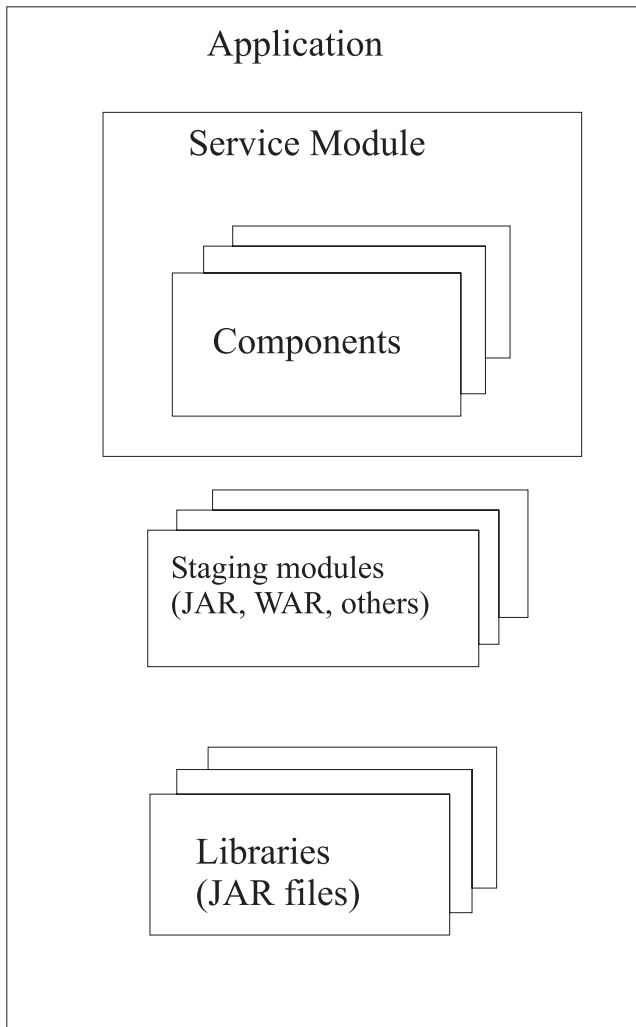 Application
Service Module
Components
Staging modules
(JAR, WAR, others)
Libraries
(JAR files)